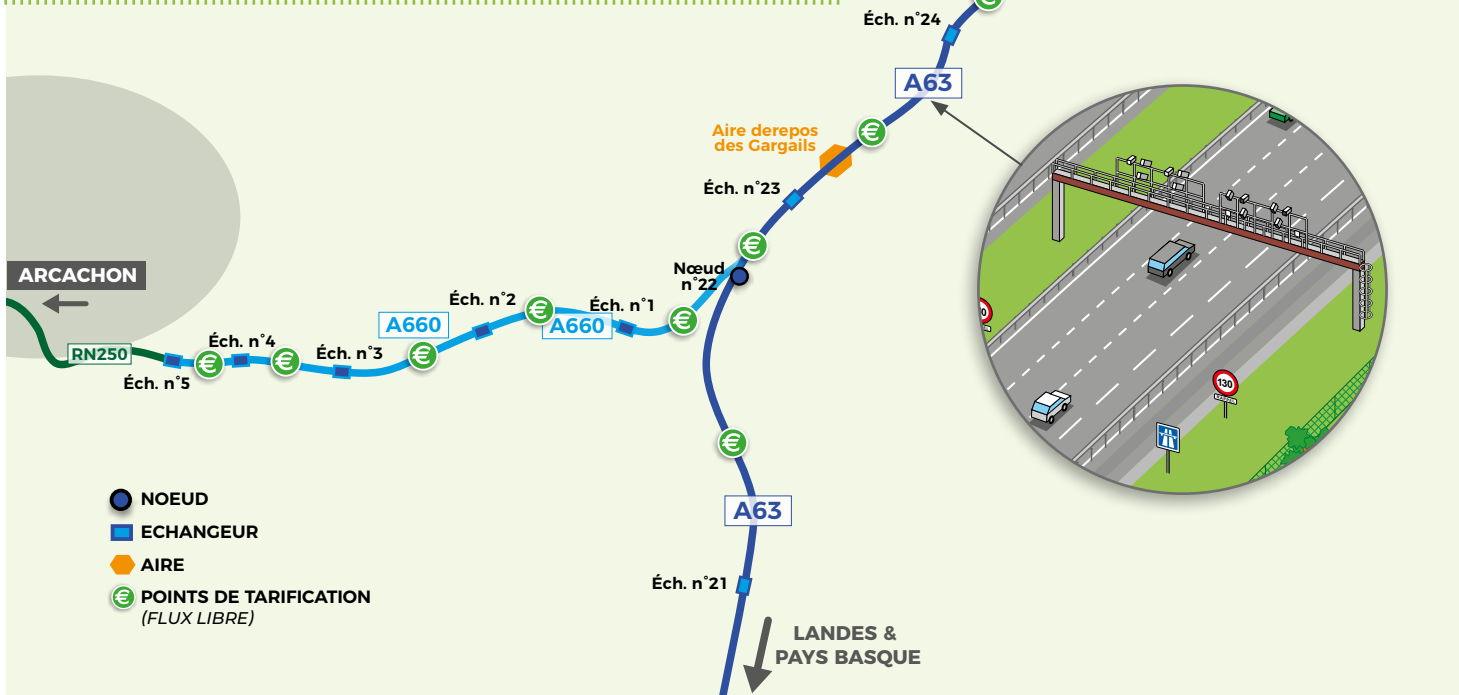 Éch. n°24
A63
Aire derepos
des Gargails
Éch. n°23
Nœud
n°22
ARCACHON
Éch. n°2
Éch. n°1
A660
A660
RN250
Éch. n°4
Éch. n°3
Éch. n°5
130
NOEUD
A63
ECHANGEUR
AIRE
Éch. n°21
POINTS DE TARIFICATION
(FLUX LIBRE)
LANDES &
PAYS BASQUE